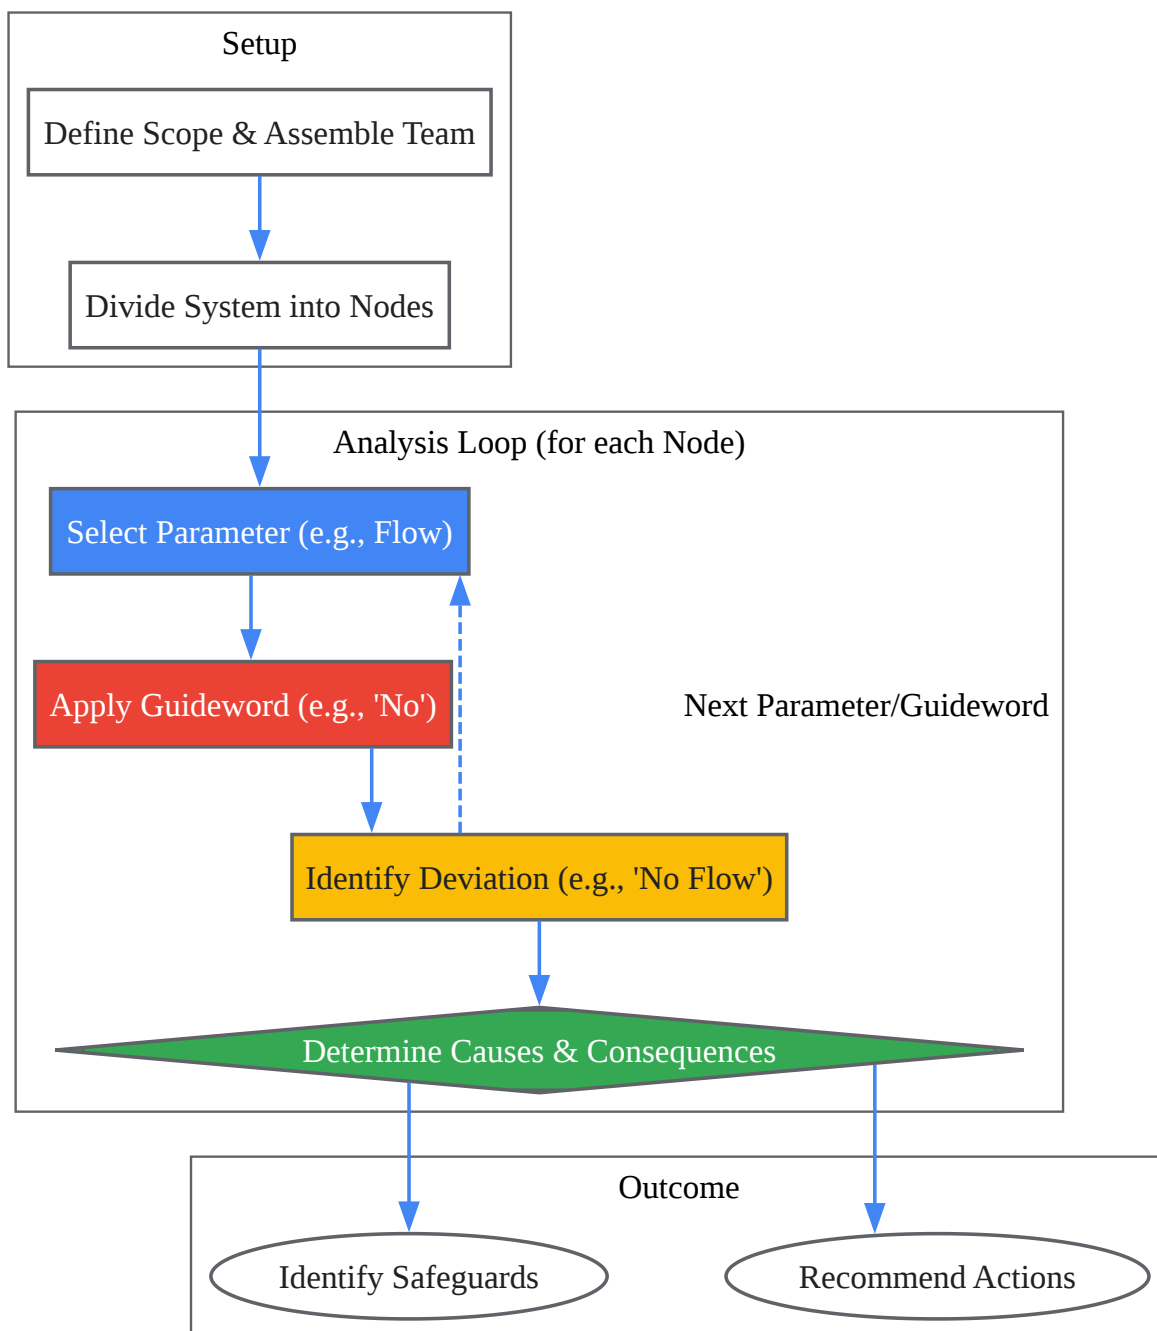 Setup
Define Scope & Assemble Team
Divide System into Nodes
Analysis Loop (for each Node)
Select Parameter (e.g., Flow)
Apply Guideword (e.g., 'No')
Next Parameter/Guideword
Identify Deviation (e.g., 'No Flow')
Determine Causes & Consequences
Outcome
Identify Safeguards
Recommend Actions